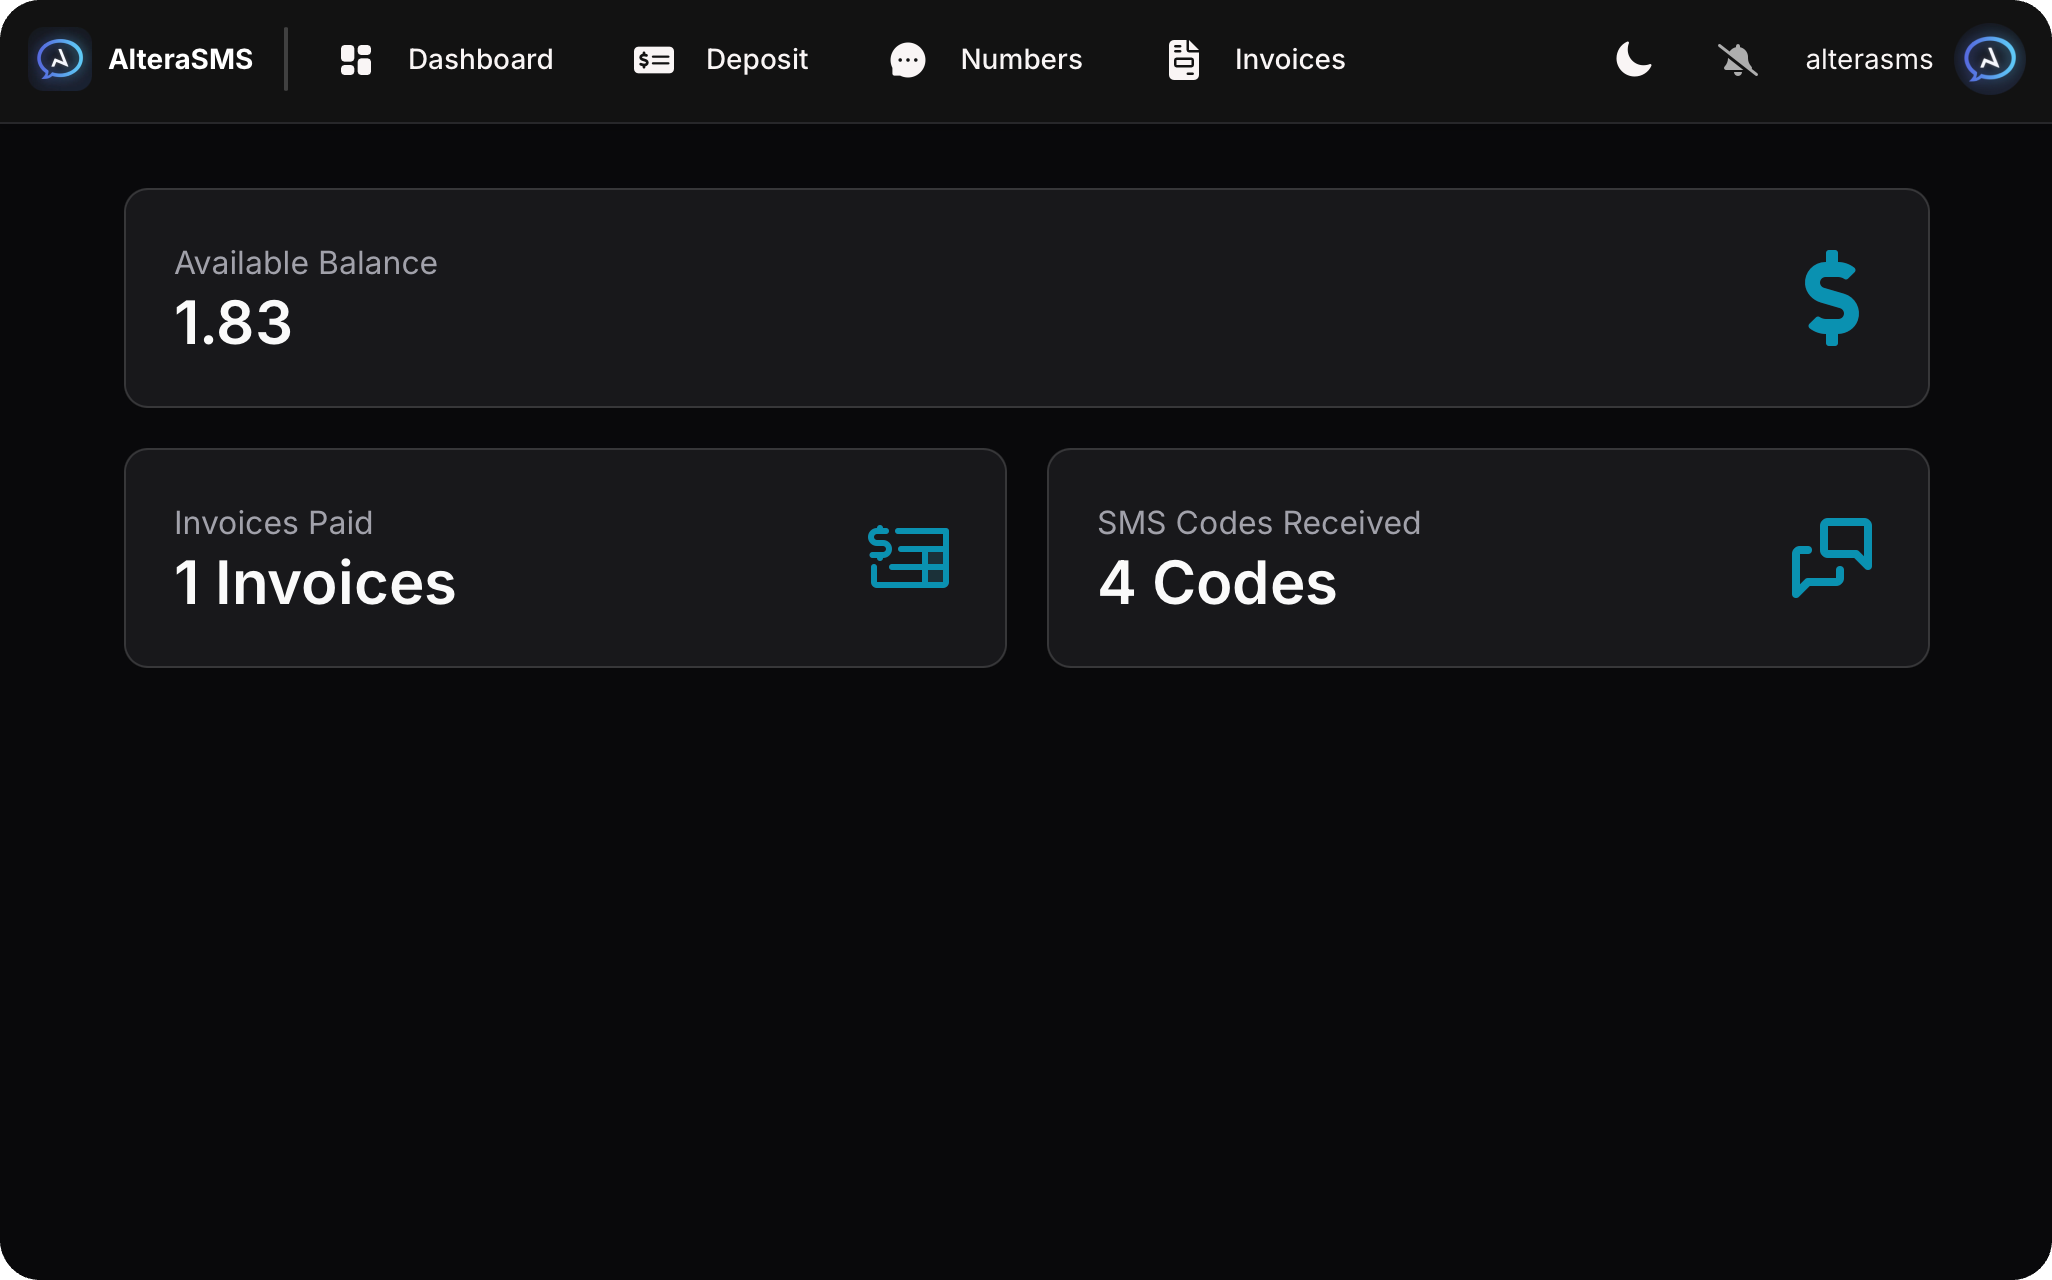 AlteraSMS
Dashboard
Deposit
Numbers
Invoices
alterasms
Available Balance
1.83
Invoices Paid
1 Invoices
SMS Codes Received
4 Codes